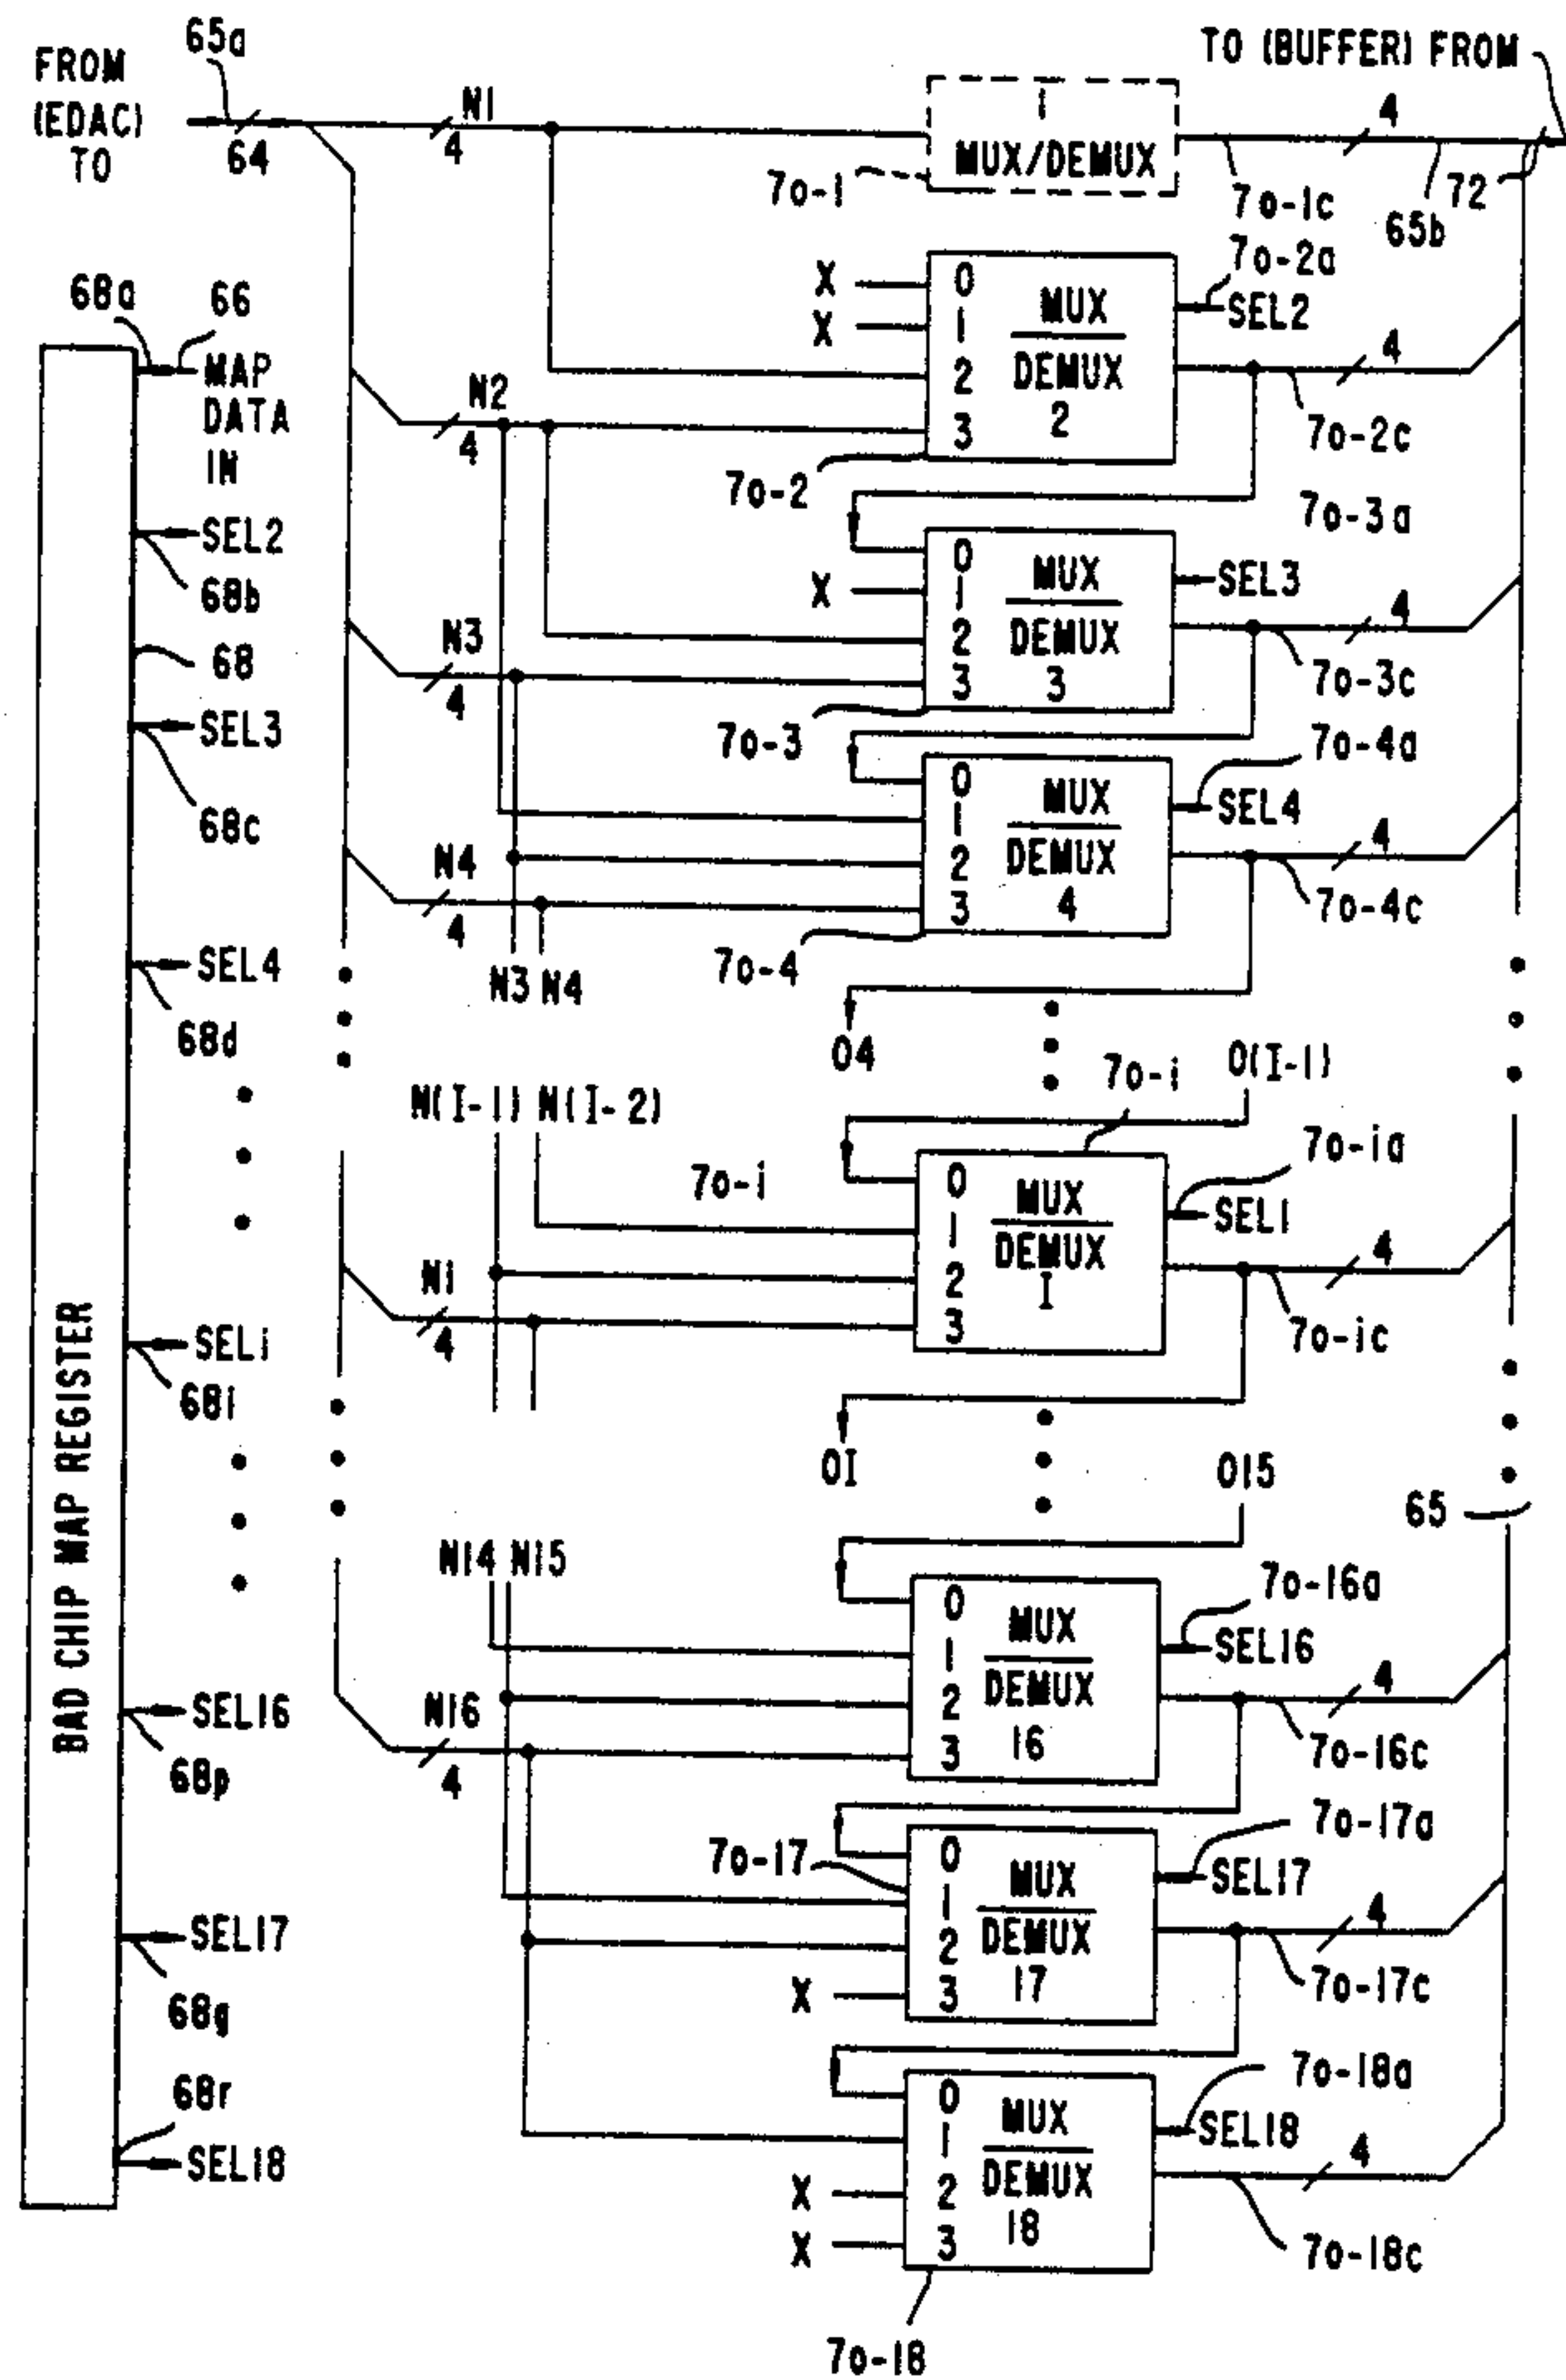 65a
FROM
(EDAC)
TO
64
N1
4
1
MUX/DEMUX
70-1
TO (BUFFER) FROM
4
70-1c
65b
72
68a
66
MAP
DATA
IN
X
X
0
1
2
3
MUX
DEMUX
2
70-2a
SEL2
4
70-2c
70-2
N2
4
SEL2
68b
68
70-3a
X
0
1
2
3
MUX
DEMUX
3
SEL3
4
70-3c
70-3
N3
4
SEL3
68c
70-4a
0
1
2
3
MUX
DEMUX
4
SEL4
4
70-4c
70-4
N4
4
N3 N4
SEL4
68d
04
N(I-1) N(I-2)
70-i
O(I-1)
70-i
0
1
2
3
MUX
DEMUX
I
70-ia
SEL1
4
70-ic
N1
4
SELi
68i
OI
015
65
BAD CHIP MAP REGISTER
N14 N15
0
1
2
3
MUX
DEMUX
16
70-16a
SEL16
4
70-16c
N16
4
SEL16
68p
70-17
0
1
2
3
MUX
DEMUX
17
X
70-17a
SEL17
4
70-17c
SEL17
68g
68r
SEL18
0
1
2
3
MUX
DEMUX
18
X
X
70-18a
SEL18
4
70-18c
70-18